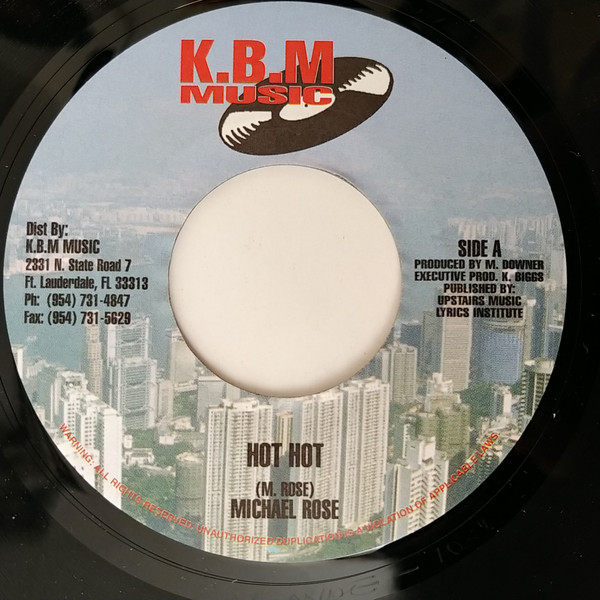 K.B.M
MUSIC
Dist By:
K.B.M MUSIC
2331 N. State Road 7
Ft. Lauderdale, FL 33313
Ph: (954) 731-4847
Fax: (954) 731-5629
SIDE A
PRODUCED BY M. DOWNER
EXECUTIVE PROD. K. BIGGS
PUBLISHED BY:
UPSTAIRS MUSIC
LYRICS INSTITUTE
HOT HOT
(M. ROSE)
MICHAEL ROSE
WARNING: ALL RIGHTS RESERVED. UNAUTHORIZED DUPLICATION IS A VIOLATION OF APPLICABLE LAWS